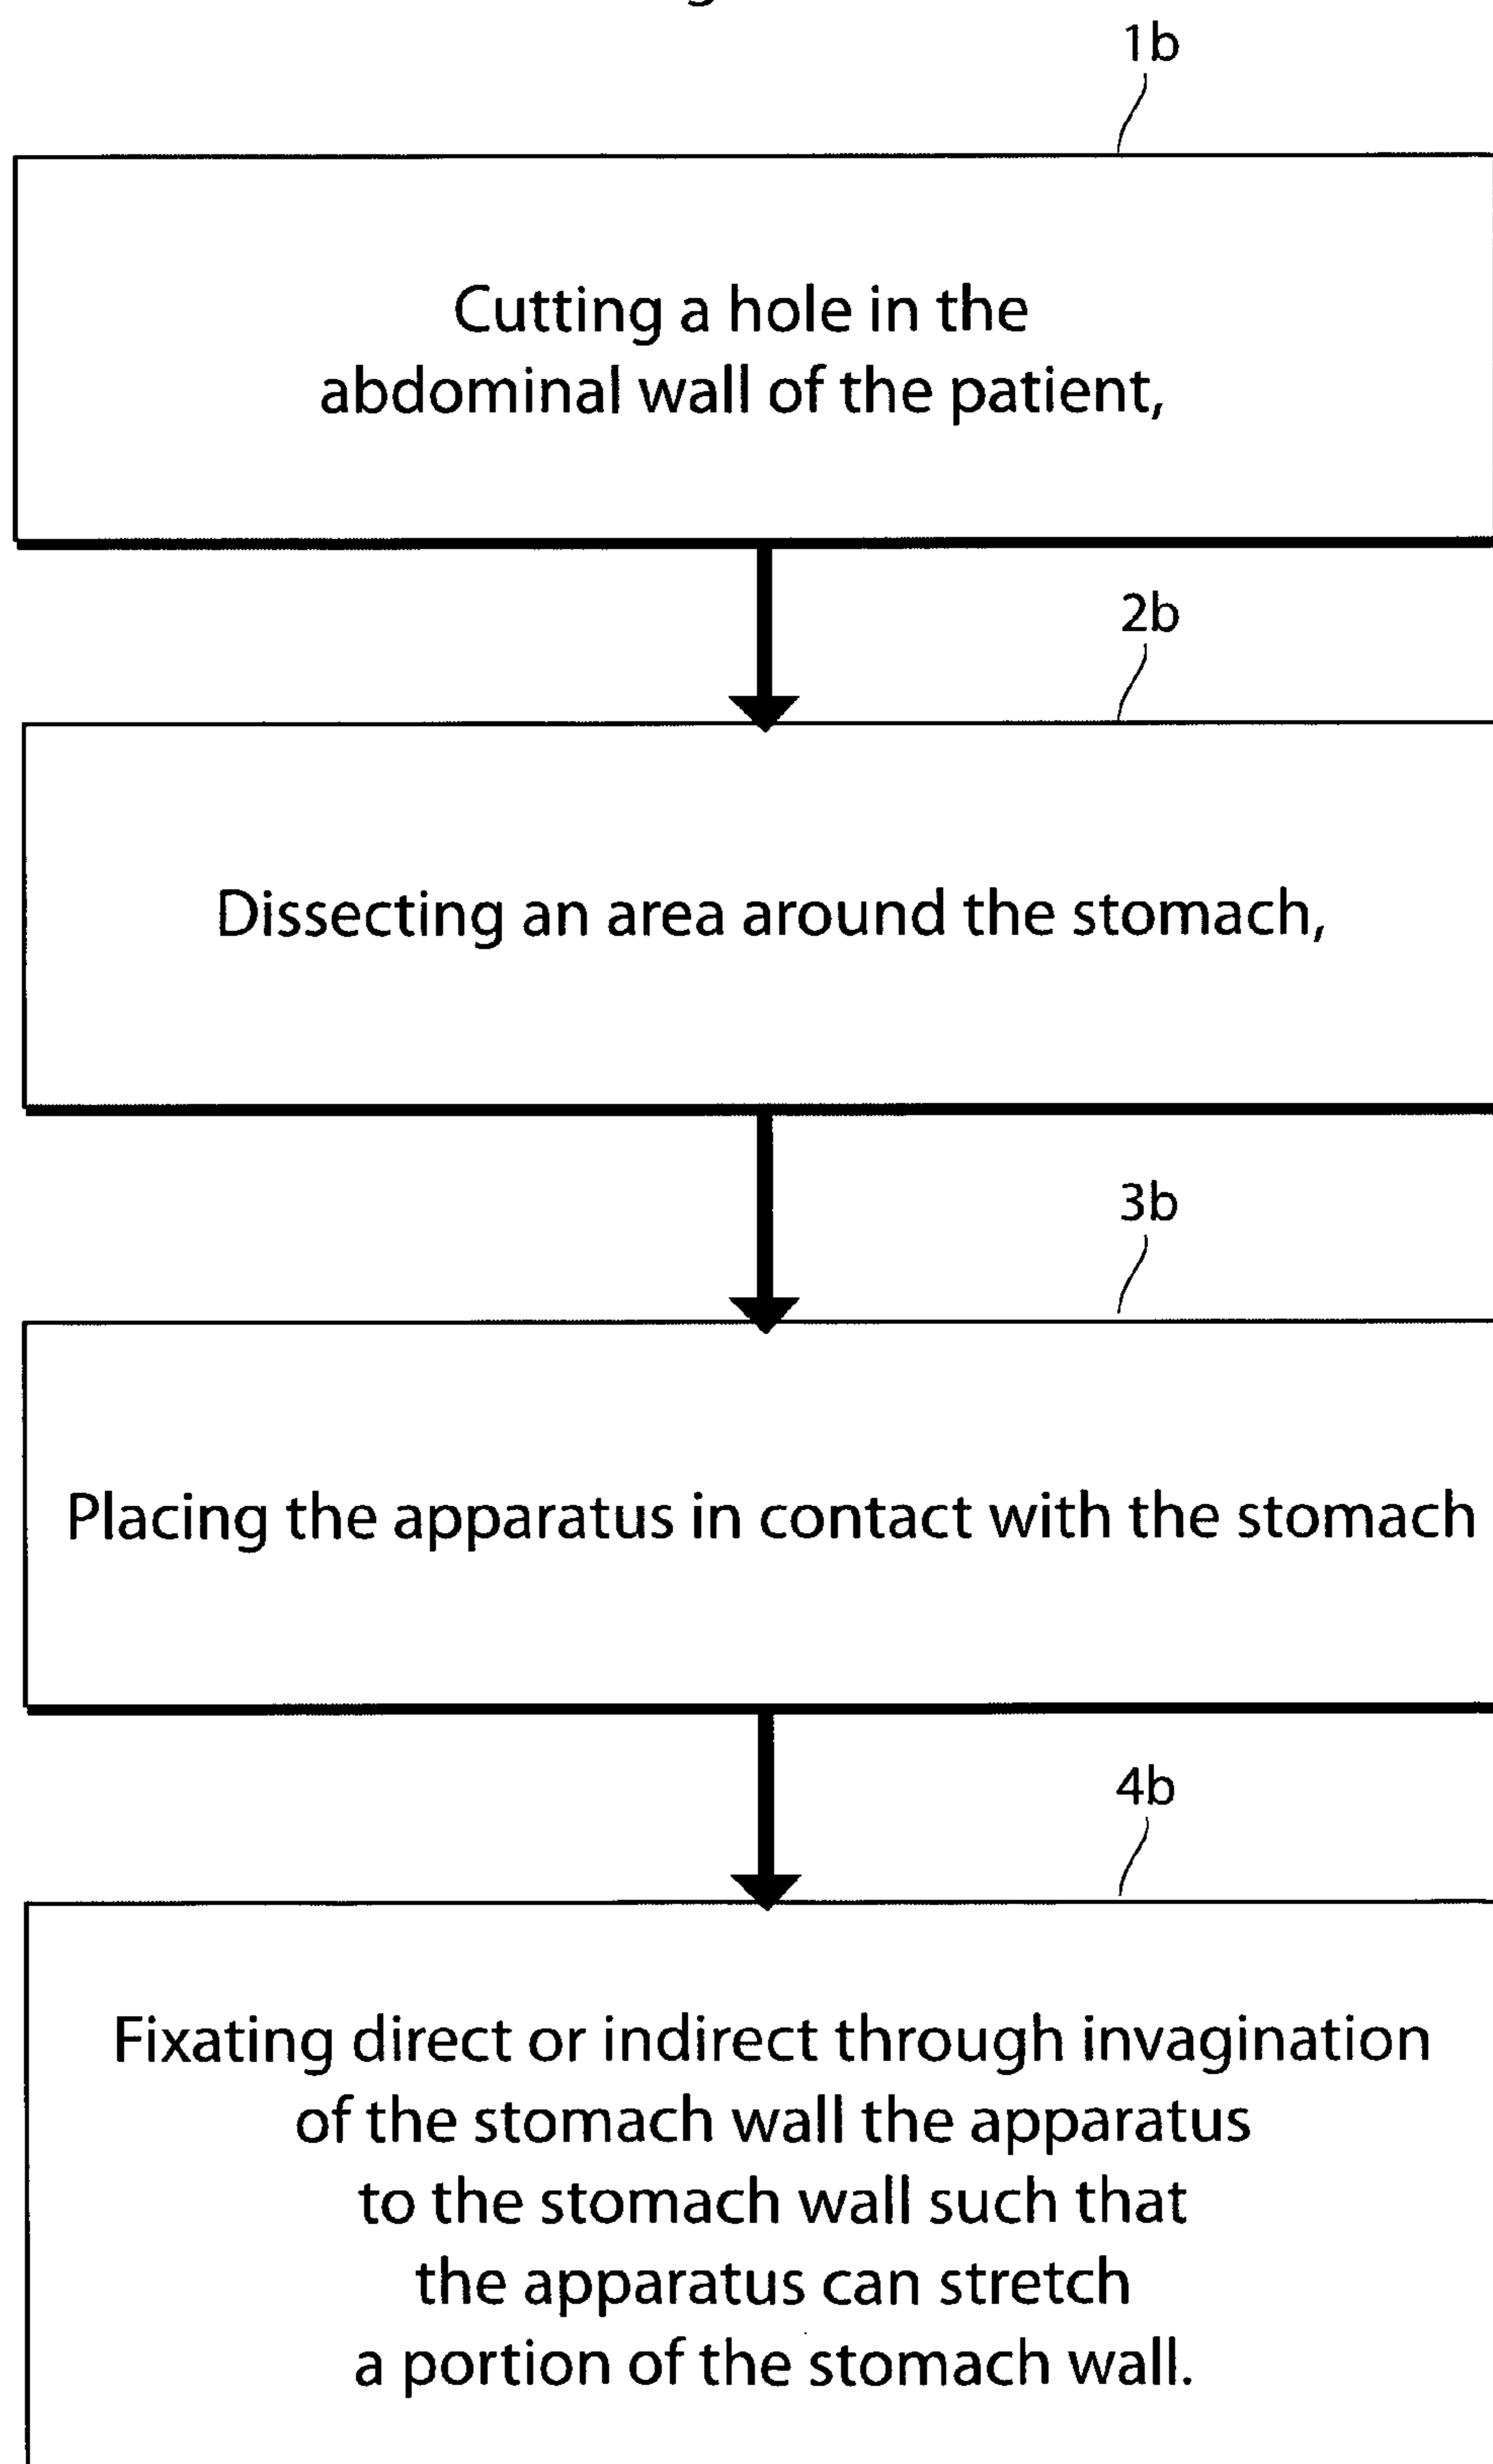 1b
Cutting a hole in the
abdominal wall of the patient,
2b
Dissecting an area around the stomach,
3b
Placing the apparatus in contact with the stomach
4b
Fixating direct or indirect through invagination
of the stomach wall the apparatus
to the stomach wall such that
the apparatus can stretch
a portion of the stomach wall.